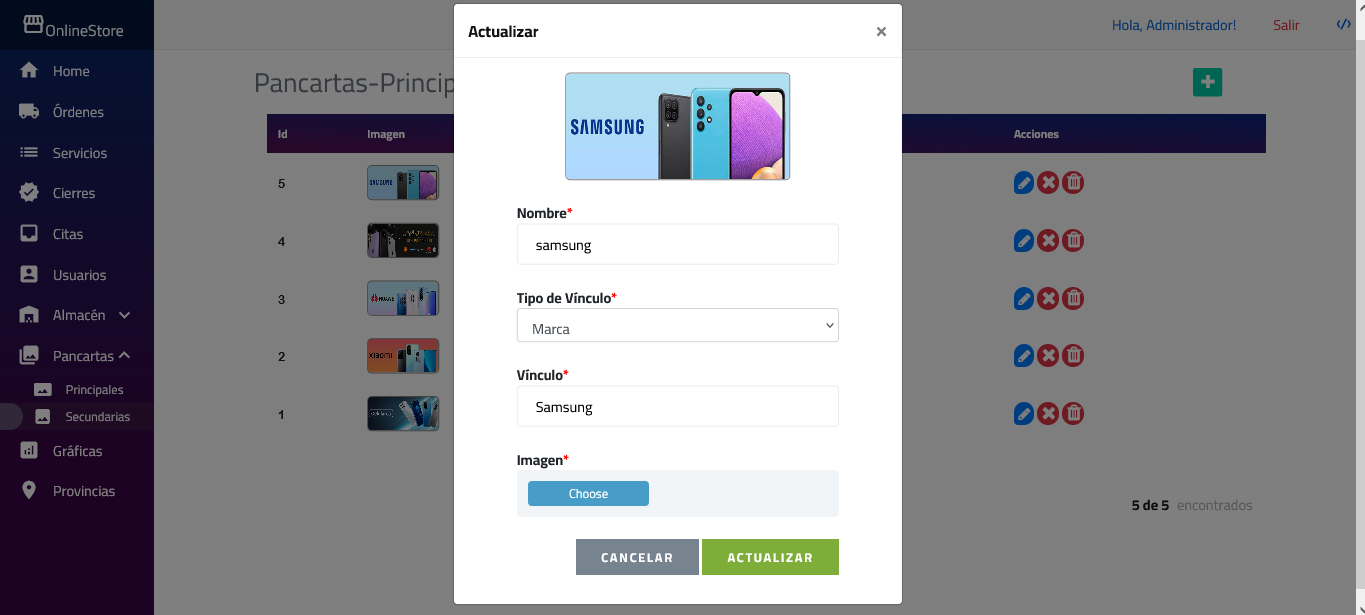 OnlineStore
Hola, Administrador!
Salir
Home
Órdenes
Servicios
Cierres
Citas
Usuarios
Almacén
Pancartas
Principales
Secundarias
Gráficas
Provincias
Pancartas-Princip
Id
Imagen
Acciones
5
SAMSUNG
4
3
HUAWEI
2
XIAOMI
1
5 de 5 encontrados
Actualizar
×
SAMSUNG
Nombre*
samsung
Tipo de Vínculo*
Marca
Vínculo*
Samsung
Imagen*
Choose
CANCELAR
ACTUALIZAR